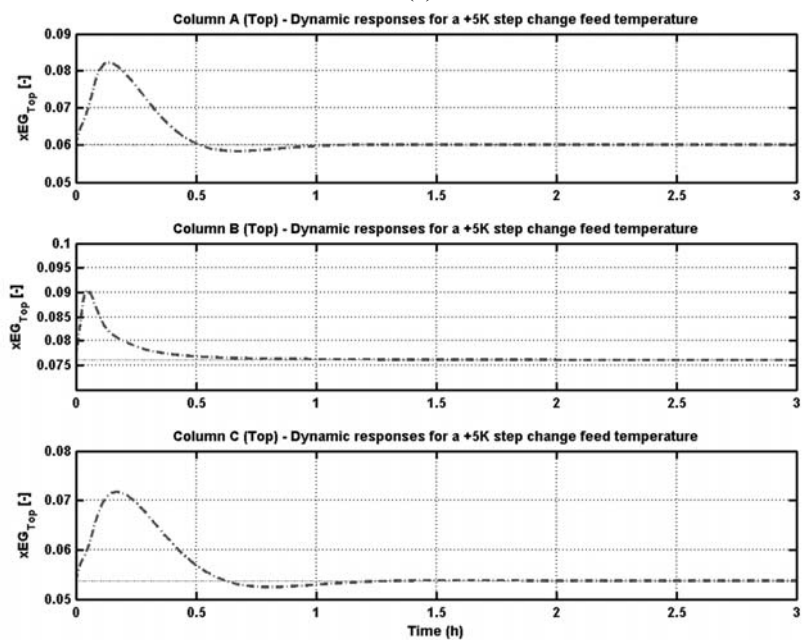 Column A (Top) - Dynamic responses for a +5K step change feed temperature
0.09
0.08
0.07
0.06
0.05
xEG_Top [-]
0 0.5 1 1.5 2 2.5 3
Column B (Top) - Dynamic responses for a +5K step change feed temperature
0.1
0.095
0.09
0.085
0.08
0.075
xEG_Top [-]
0 0.5 1 1.5 2 2.5 3
Column C (Top) - Dynamic responses for a +5K step change feed temperature
0.08
0.07
0.06
0.05
xEG_Top [-]
0 0.5 1 1.5 2 2.5 3
Time (h)